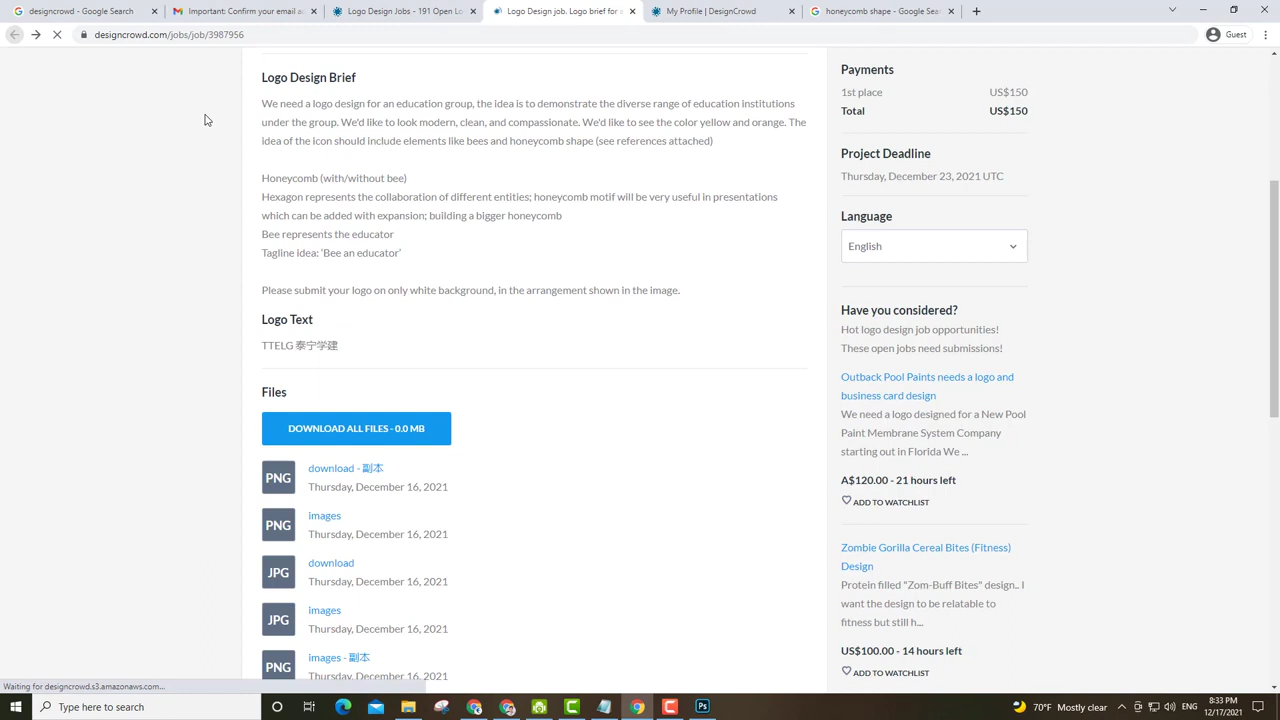 designcrowd - Google Search
Important: Confirm your email a
Logo Design Jobs - 191 Open Lo
Logo Design job. Logo brief for
My Profile | DesignCrowd
honeycomb shape - Google Sea
designcrowd.com/jobs/job/3987956
Guest
Logo Design Brief
We need a logo design for an education group, the idea is to demonstrate the diverse range of education institutions
under the group. We'd like to look modern, clean, and compassionate. We'd like to see the color yellow and orange. The
idea of the icon should include elements like bees and honeycomb shape (see references attached)
Honeycomb (with/without bee)
Hexagon represents the collaboration of different entities; honeycomb motif will be very useful in presentations
which can be added with expansion; building a bigger honeycomb
Bee represents the educator
Tagline idea: 'Bee an educator'
Please submit your logo on only white background, in the arrangement shown in the image.
Logo Text
TTELG 泰宁学建
Files
DOWNLOAD ALL FILES - 0.0 MB
PNG
download - 副本
Thursday, December 16, 2021
PNG
images
Thursday, December 16, 2021
JPG
download
Thursday, December 16, 2021
JPG
images
Thursday, December 16, 2021
PNG
images - 副本
Thursday, December 16, 2021
Payments
1st place US$150
Total US$150
Project Deadline
Thursday, December 23, 2021 UTC
Language
English
Have you considered?
Hot logo design job opportunities!
These open jobs need submissions!
Outback Pool Paints needs a logo and
business card design
We need a logo designed for a New Pool
Paint Membrane System Company
starting out in Florida We ...
A$120.00 - 21 hours left
ADD TO WATCHLIST
Zombie Gorilla Cereal Bites (Fitness)
Design
Protein filled "Zom-Buff Bites" design.. I
want the design to be relatable to
fitness but still h...
US$100.00 - 14 hours left
ADD TO WATCHLIST
Waiting for designcrowd.s3.amazonaws.com...
Type here to search
70°F Mostly clear
ENG
8:33 PM
12/17/2021